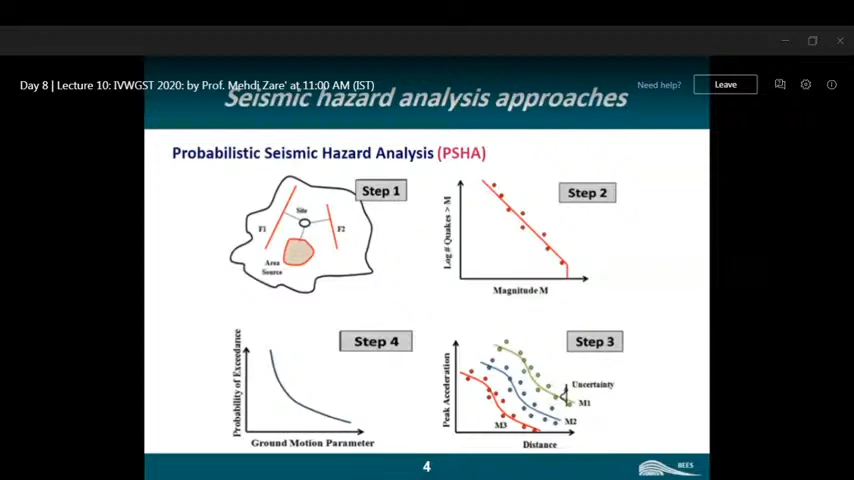 Day 8 | Lecture 10: IVWGST 2020: by Prof. Mehdi Zare' at 11:00 AM (IST)
Need help?
Leave
Seismic hazard analysis approaches
Probabilistic Seismic Hazard Analysis (PSHA)
Step 1
Site
F1
F2
Area
Source
Step 2
Log # Quakes > M
Magnitude M
Step 4
Probability of Exceedance
Ground Motion Parameter
Step 3
Peak Acceleration
Uncertainty
M1
M2
M3
Distance
4
IIEES